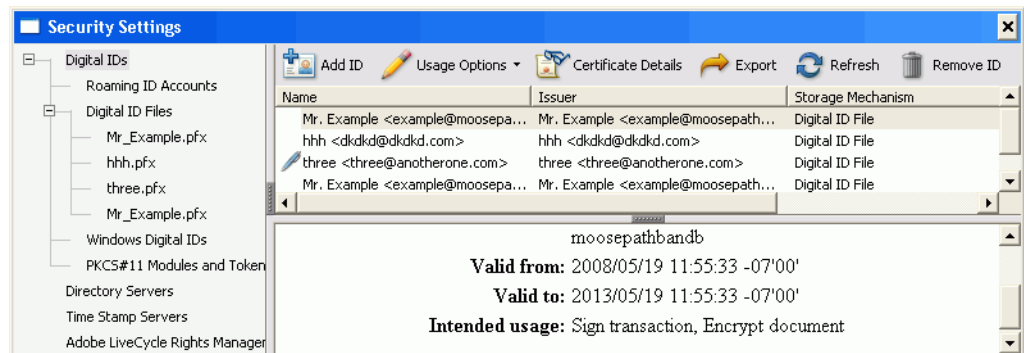 Security Settings
Digital IDs
Roaming ID Accounts
Digital ID Files
Mr_Example.pfx
hhh.pfx
three.pfx
Mr_Example.pfx
Windows Digital IDs
PKCS#11 Modules and Token
Directory Servers
Time Stamp Servers
Adobe LiveCycle Rights Manager
Add ID Usage Options Certificate Details Export Refresh Remove ID
Name Issuer Storage Mechanism
Mr. Example <example@moosepa... Mr. Example <example@moosepath... Digital ID File
hhh <dkdkd@dkdkd.com> hhh <dkdkd@dkdkd.com> Digital ID File
three <three@anotherone.com> three <three@anotherone.com> Digital ID File
Mr. Example <example@moosepa... Mr. Example <example@moosepath... Digital ID File
moosepathbandb
Valid from: 2008/05/19 11:55:33 -07'00'
Valid to: 2013/05/19 11:55:33 -07'00'
Intended usage: Sign transaction, Encrypt document